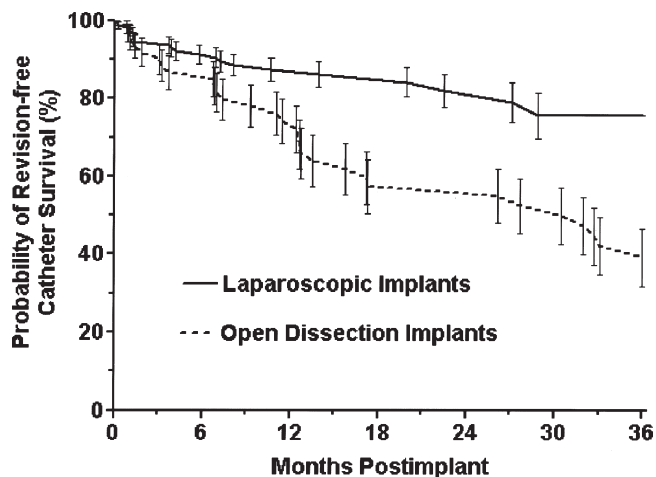 Probability of Revision-free
Catheter Survival (%)
100
80
60
40
20
0
Laparoscopic Implants
Open Dissection Implants
0 6 12 18 24 30 36
Months Postimplant